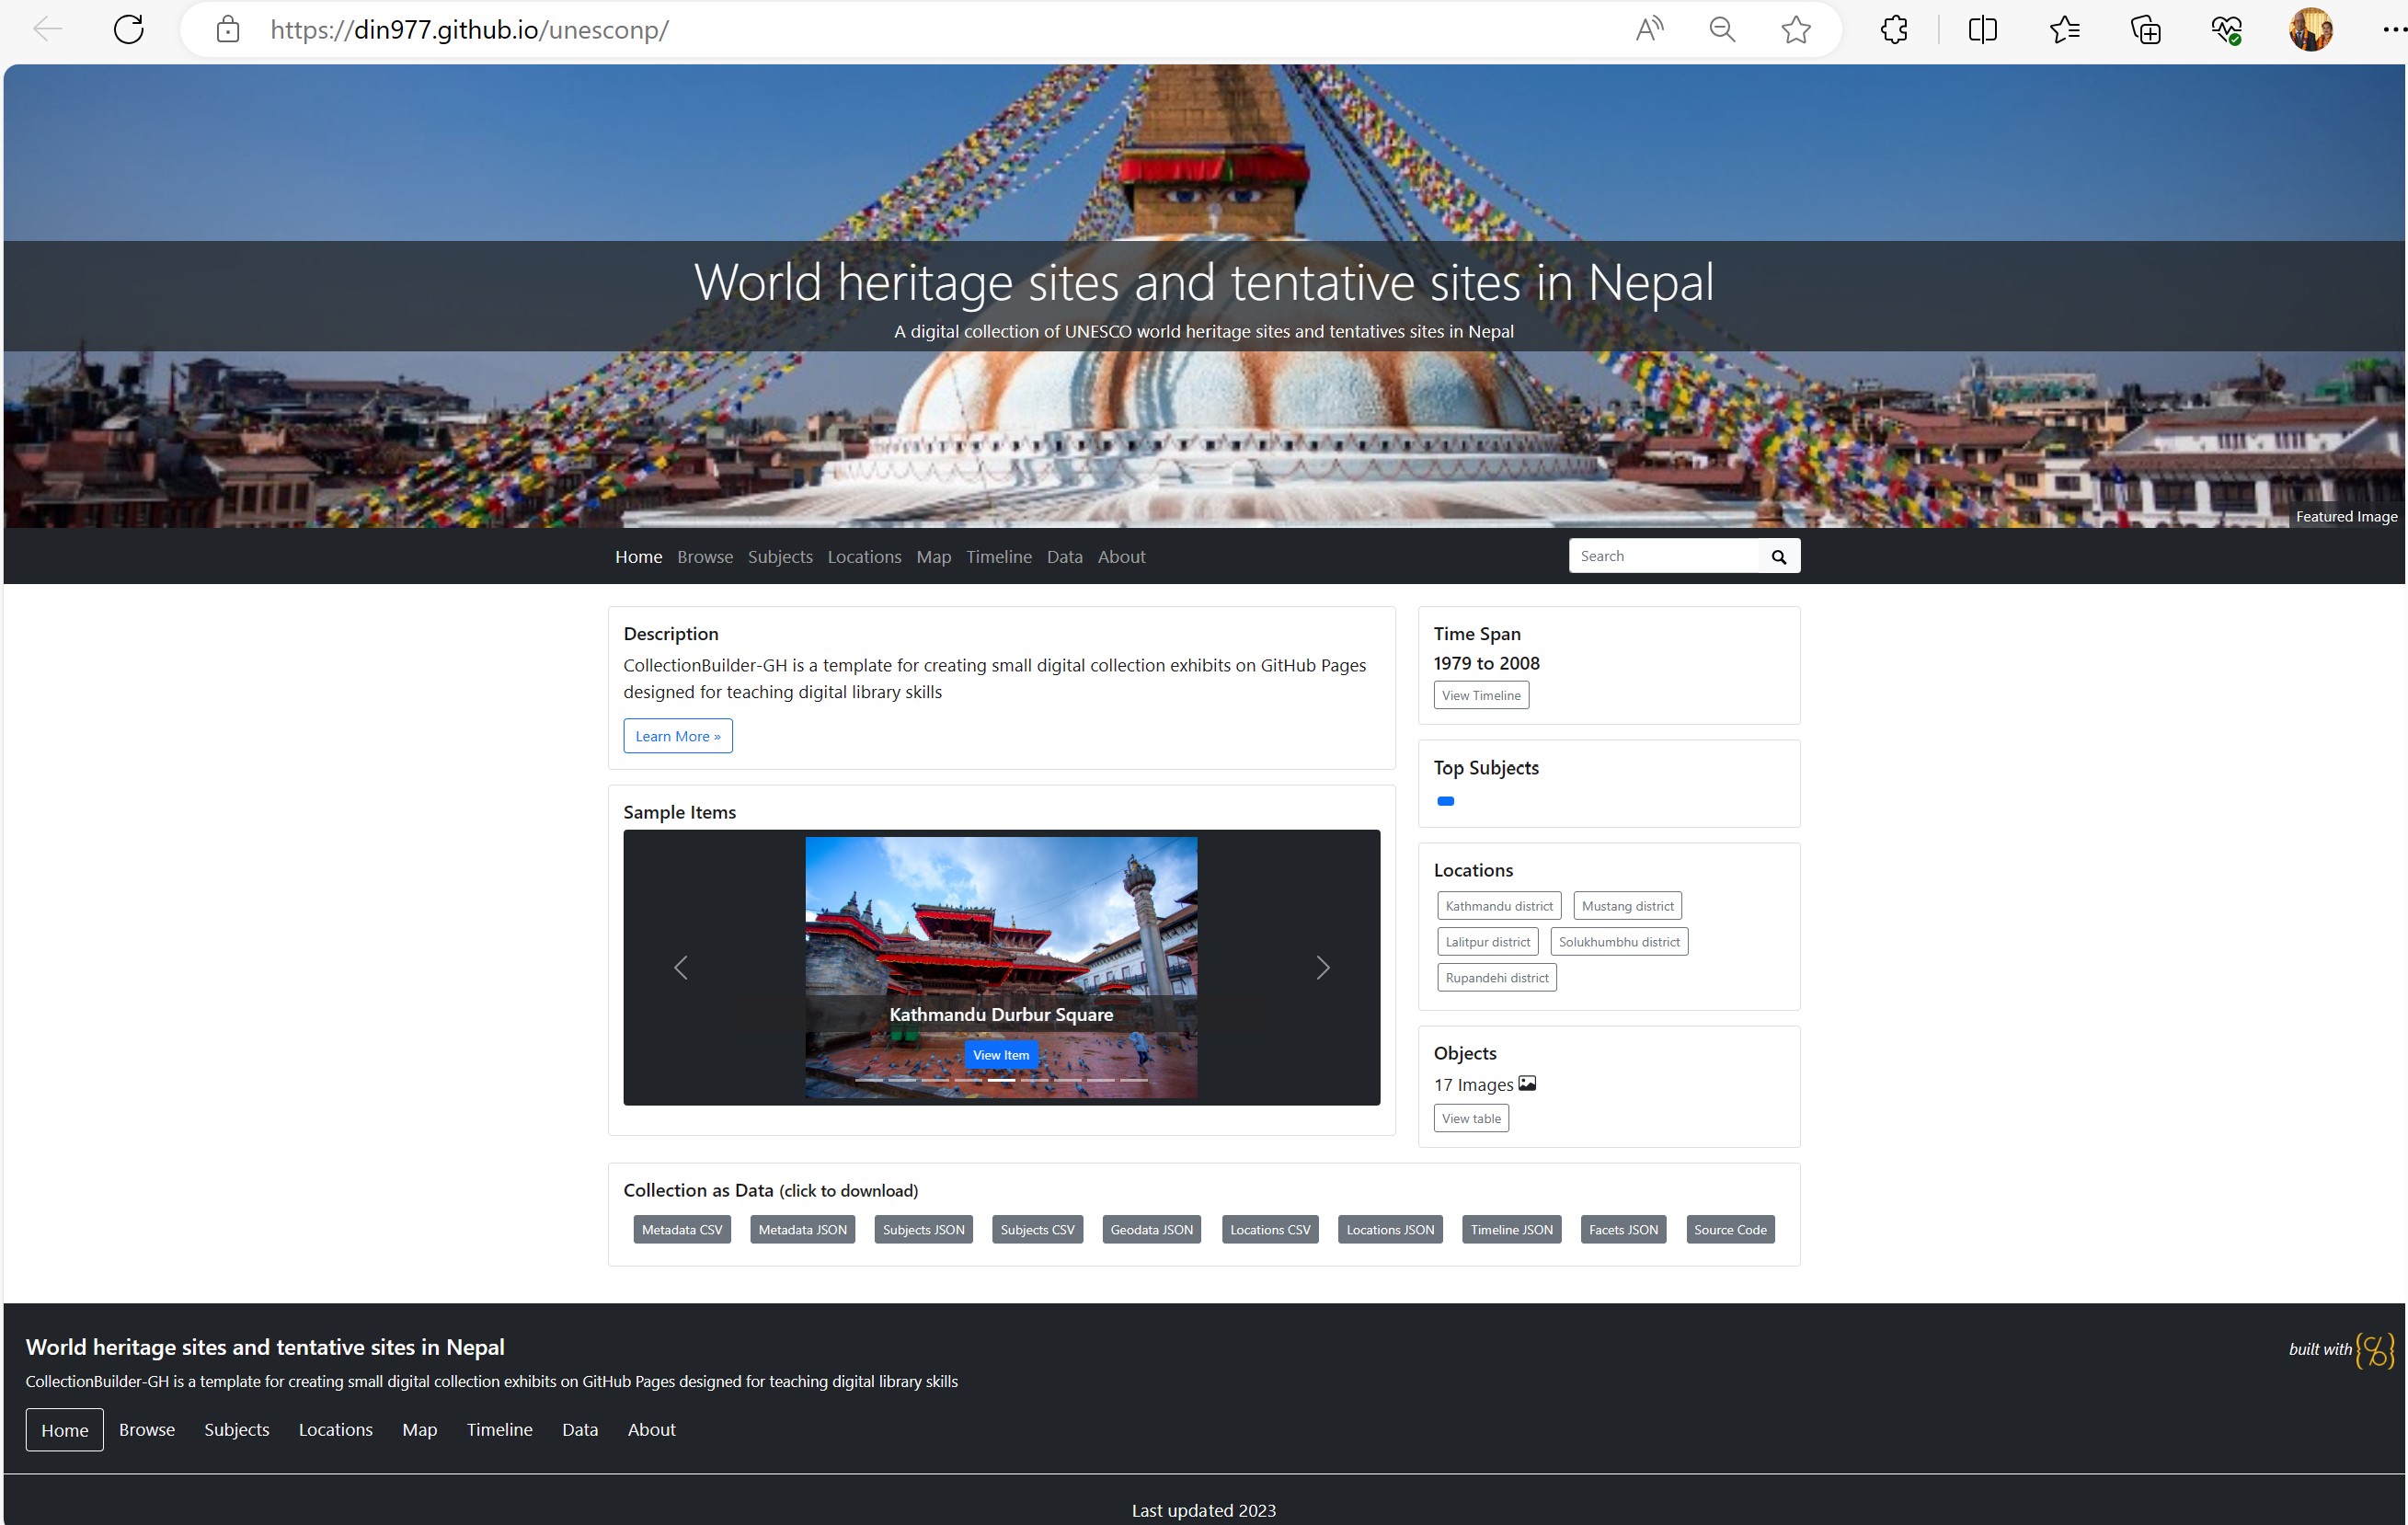 https://din977.github.io/unesconp/
World heritage sites and tentative sites in Nepal
A digital collection of UNESCO world heritage sites and tentatives sites in Nepal
Featured Image
Home Browse Subjects Locations Map Timeline Data About Search
Description
CollectionBuilder-GH is a template for creating small digital collection exhibits on GitHub Pages
designed for teaching digital library skills
Learn More »
Sample Items
Kathmandu Durbur Square
View Item
Time Span
1979 to 2008
View Timeline
Top Subjects
Locations
Kathmandu district Mustang district
Lalitpur district Solukhumbhu district
Rupandehi district
Objects
17 Images
View table
Collection as Data (click to download)
Metadata CSV Metadata JSON Subjects JSON Subjects CSV Geodata JSON Locations CSV Locations JSON Timeline JSON Facets JSON Source Code
World heritage sites and tentative sites in Nepal
built with
CollectionBuilder-GH is a template for creating small digital collection exhibits on GitHub Pages designed for teaching digital library skills
Home Browse Subjects Locations Map Timeline Data About
Last updated 2023